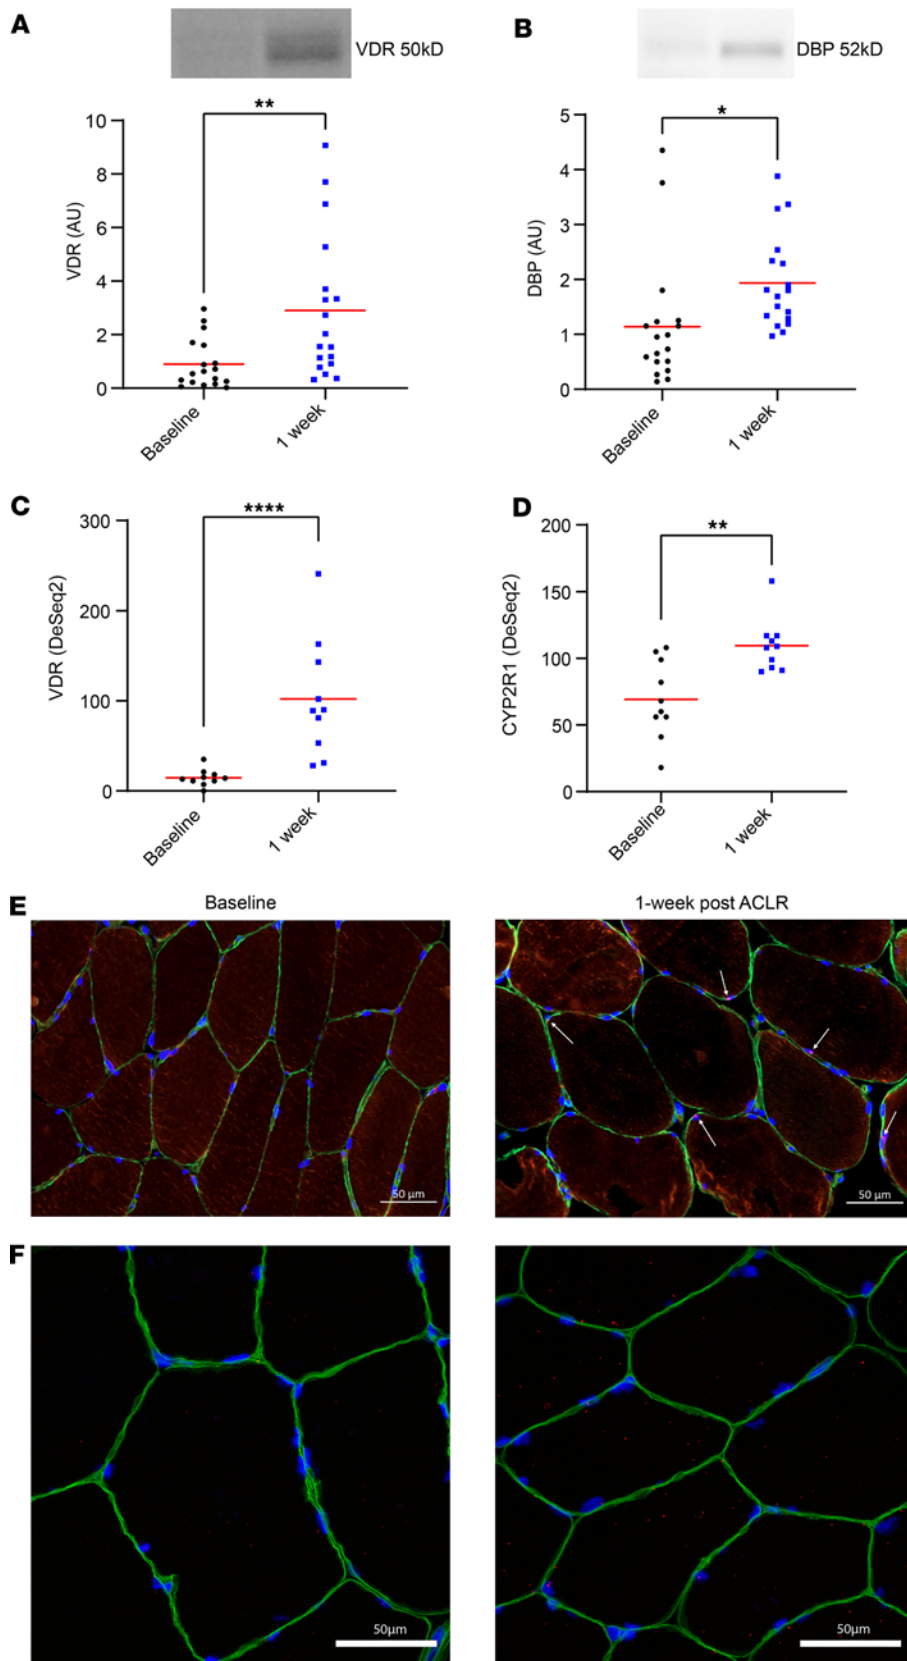 A
VDR 50kD
**
VDR (AU)
10
8
6
4
2
0
Baseline
1 week
B
DBP 52kD
*
DBP (AU)
5
4
3
2
1
0
Baseline
1 week
C
****
VDR (DeSeq2)
300
200
100
0
Baseline
1 week
D
**
CYP2R1 (DeSeq2)
200
150
100
50
0
Baseline
1 week
E
Baseline
1-week post ACLR
50 µm
50 µm
F
50µm
50µm